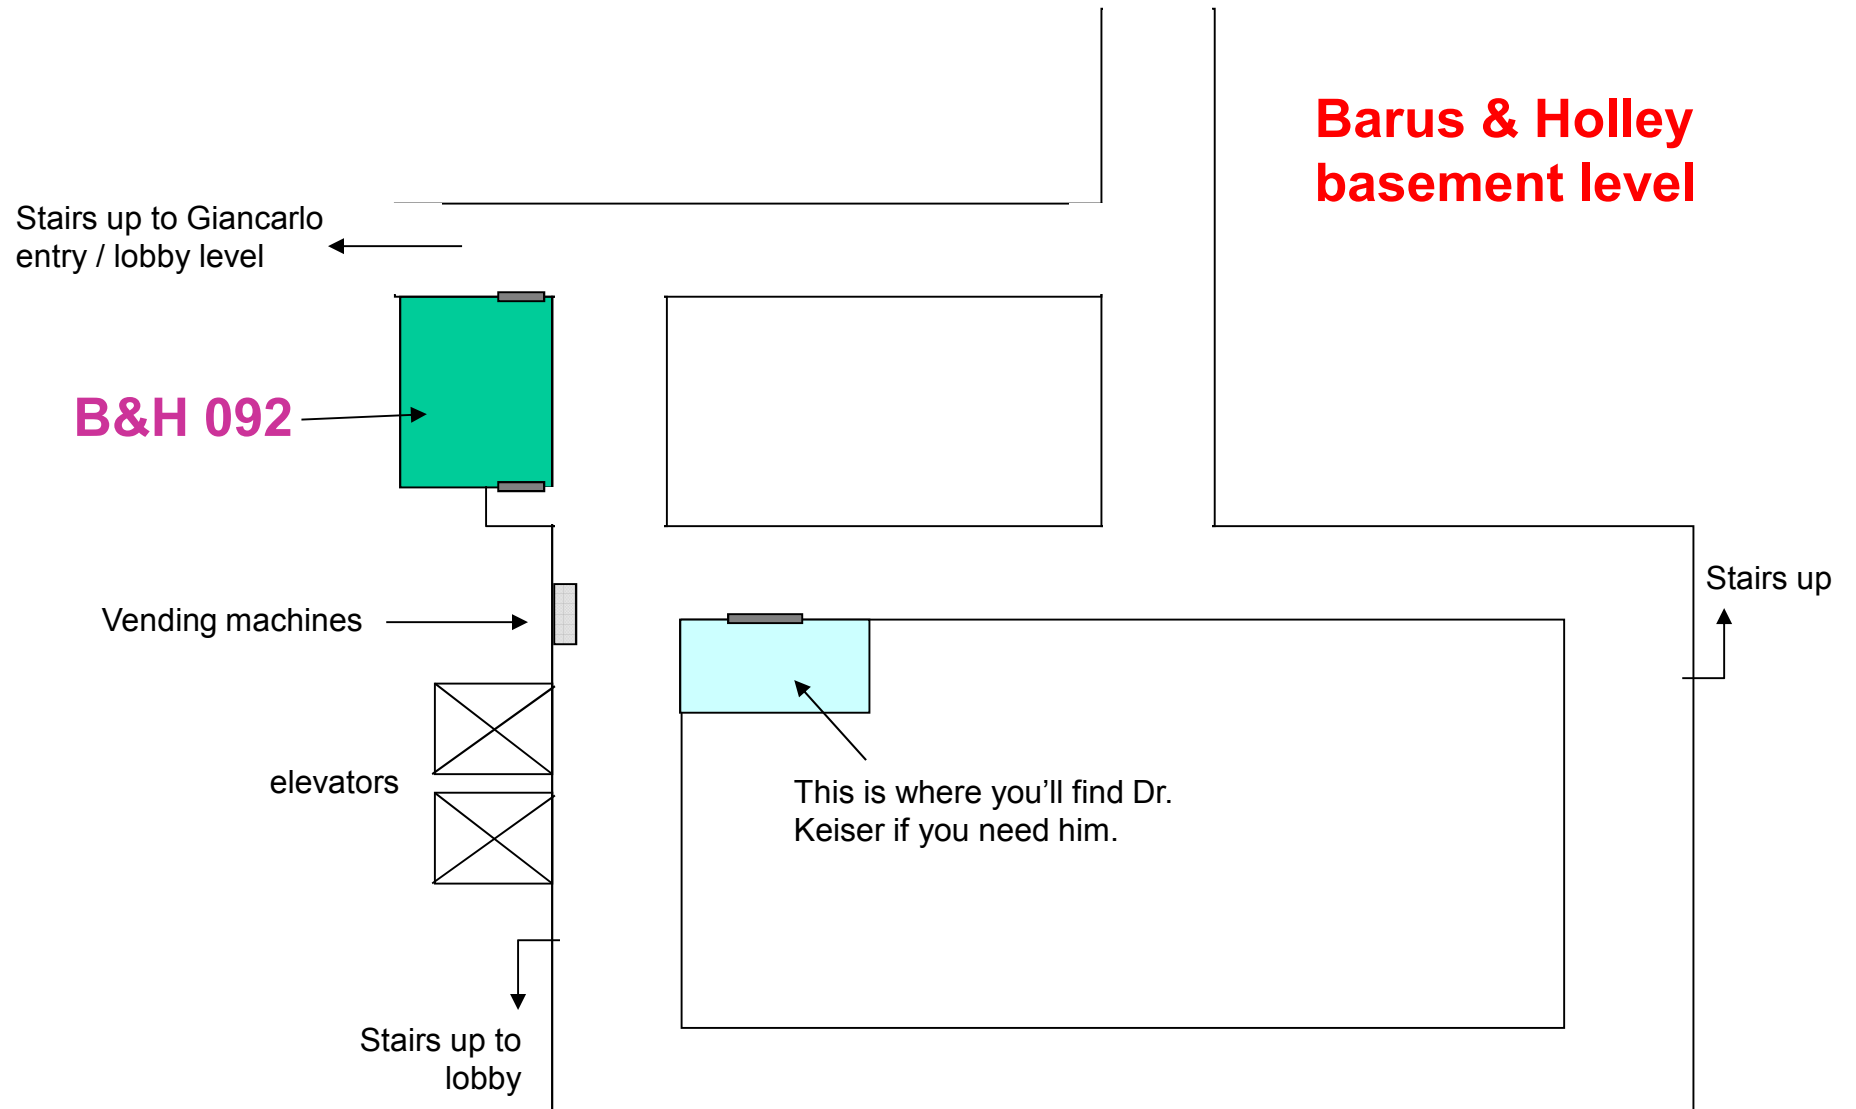 Barus & Holley
basement level
Stairs up to Giancarlo
entry / lobby level
B&H 092
Stairs up
Vending machines
elevators
This is where you’ll find Dr.
Keiser if you need him.
Stairs up to
lobby